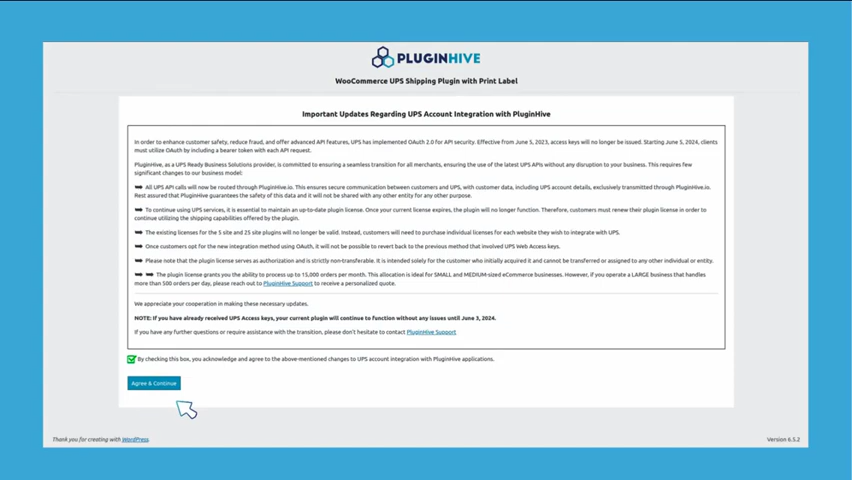 PLUGINHIVE
WooCommerce UPS Shipping Plugin with Print Label
Important Updates Regarding UPS Account Integration with PluginHive
In order to enhance customer safety, reduce fraud, and offer advanced API features, UPS has implemented OAuth 2.0 for API security. Effective from June 5, 2023, access keys will no longer be issued. Starting June 5, 2024, clients
must utilize OAuth by including a bearer token with each API request.
PluginHive, as a UPS Ready Business Solutions provider, is committed to ensuring a seamless transition for all merchants, ensuring the use of the latest UPS APIs without any disruption to your business. This requires few
significant changes to our business model:
➡ All UPS API calls will now be routed through PluginHive.io. This ensures secure communication between customers and UPS, with customer data, including UPS account details, exclusively transmitted through PluginHive.io.
Rest assured that PluginHive guarantees the safety of this data and it will not be shared with any other entity for any other purpose.
➡ To continue using UPS services, it is essential to maintain an up-to-date plugin license. Once your current license expires, the plugin will no longer function. Therefore, customers must renew their plugin license in order to
continue utilizing the shipping capabilities offered by the plugin.
➡ The existing licenses for the 5 site and 25 site plugins will no longer be valid. Instead, customers will need to purchase individual licenses for each website they wish to integrate with UPS.
➡ Once customers opt for the new integration method using OAuth, it will not be possible to revert back to the previous method that involved UPS Web Access keys.
➡ Please note that the plugin license serves as authorization and is strictly non-transferable. It is intended solely for the customer who initially acquired it and cannot be transferred or assigned to any other individual or entity.
➡ ➡ The plugin license grants you the ability to process up to 15,000 orders per month. This allocation is ideal for SMALL and MEDIUM-sized eCommerce businesses. However, if you operate a LARGE business that handles
more than 500 orders per day, please reach out to PluginHive Support to receive a personalized quote.
We appreciate your cooperation in making these necessary updates.
NOTE: If you have already received UPS Access keys, your current plugin will continue to function without any issues until June 3, 2024.
If you have any further questions or require assistance with the transition, please don't hesitate to contact PluginHive Support
By checking this box, you acknowledge and agree to the above-mentioned changes to UPS account integration with PluginHive applications.
Agree & Continue
Thank you for creating with WordPress.
Version 6.5.2